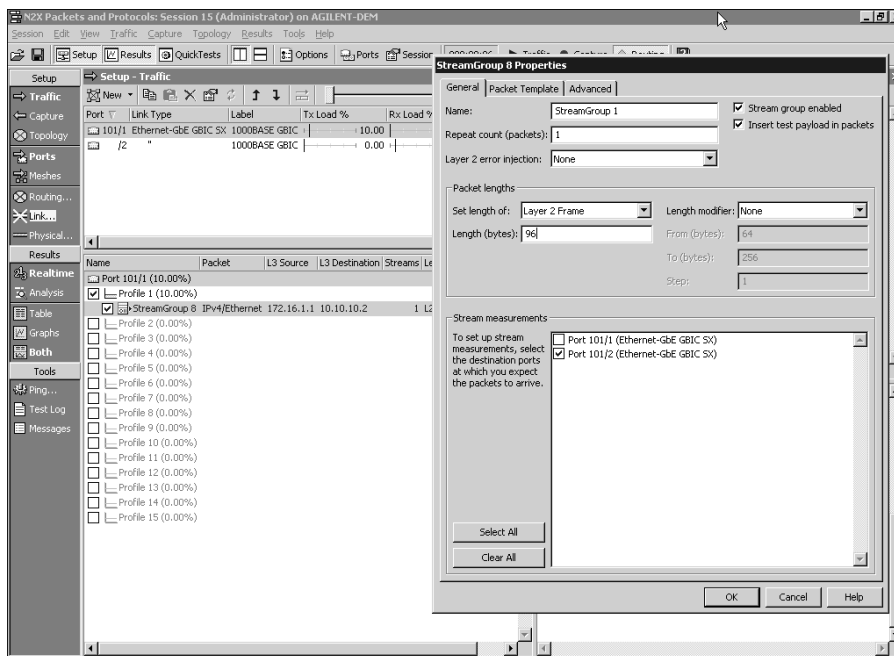 N2X Packets and Protocols: Session 15 (Administrator) on AGILENT-DEM
Session Edit View Traffic Capture Topology Results Tools Help
Setup Results QuickTests Options Ports Session
Setup
Traffic
Capture
Topology
Ports
Meshes
Routing...
Link...
Physical...
Results
Realtime
Analysis
Table
Graphs
Both
Tools
Ping...
Test Log
Messages
Setup - Traffic
New
Port Link Type Label Tx Load % Rx Load %
101/1 Ethernet-GbE GBIC SX 1000BASE GBIC 10.00
/2 " 1000BASE GBIC 0.00
Name Packet L3 Source L3 Destination Streams Le
Port 101/1 (10.00%)
Profile 1 (10.00%)
StreamGroup 8 IPv4/Ethernet 172.16.1.1 10.10.10.2 1 L2
Profile 2 (0.00%)
Profile 3 (0.00%)
Profile 4 (0.00%)
Profile 5 (0.00%)
Profile 6 (0.00%)
Profile 7 (0.00%)
Profile 8 (0.00%)
Profile 9 (0.00%)
Profile 10 (0.00%)
Profile 11 (0.00%)
Profile 12 (0.00%)
Profile 13 (0.00%)
Profile 14 (0.00%)
Profile 15 (0.00%)
StreamGroup 8 Properties
General Packet Template Advanced
Name: StreamGroup 1
Stream group enabled
Repeat count (packets): 1
Insert test payload in packets
Layer 2 error injection: None
Packet lengths
Set length of: Layer 2 Frame
Length modifier: None
Length (bytes): 96
From (bytes): 64
To (bytes): 256
Step: 1
Stream measurements
To set up stream
measurements, select
the destination ports
at which you expect
the packets to arrive.
Port 101/1 (Ethernet-GbE GBIC SX)
Port 101/2 (Ethernet-GbE GBIC SX)
Select All
Clear All
OK Cancel Help